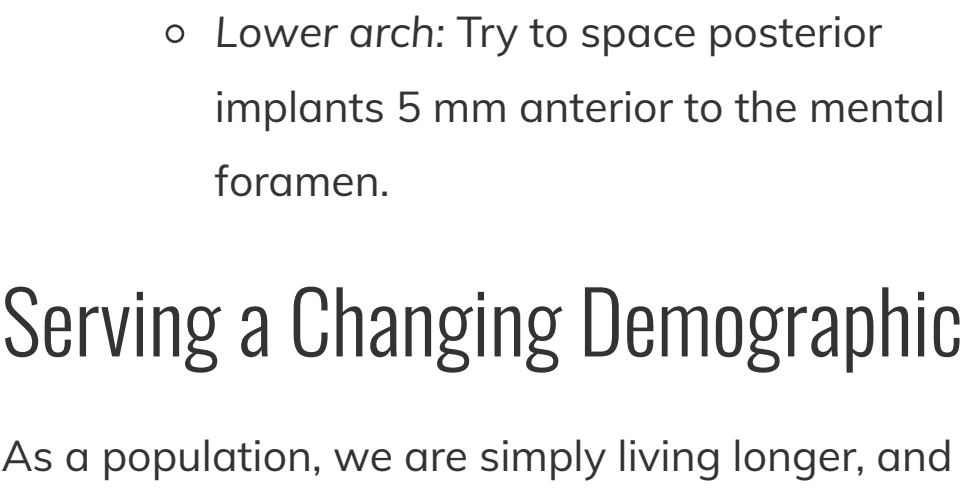 Lower arch: Try to space posterior
implants 5 mm anterior to the mental
foramen.
Serving a Changing Demographic
As a population, we are simply living longer, and